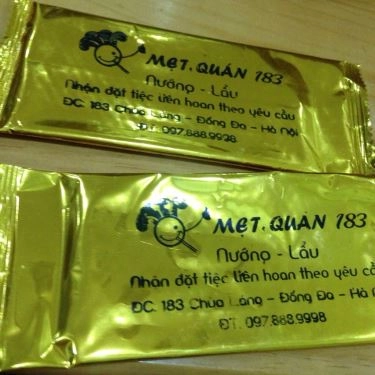 MẸT. QUÁN 183
Nướng - Lẩu
Nhận đặt tiệc liên hoan theo yêu cầu
ĐC. 183 Chùa Láng - Đống Đa - Hà Nội
ĐT. 097.888.9998
MẸT. QUÁN 183
Nướng - Lẩu
Nhận đặt tiệc liên hoan theo yêu cầ
ĐC. 183 Chùa Láng - Đống Đa - Hà N
ĐT. 097.888.9998